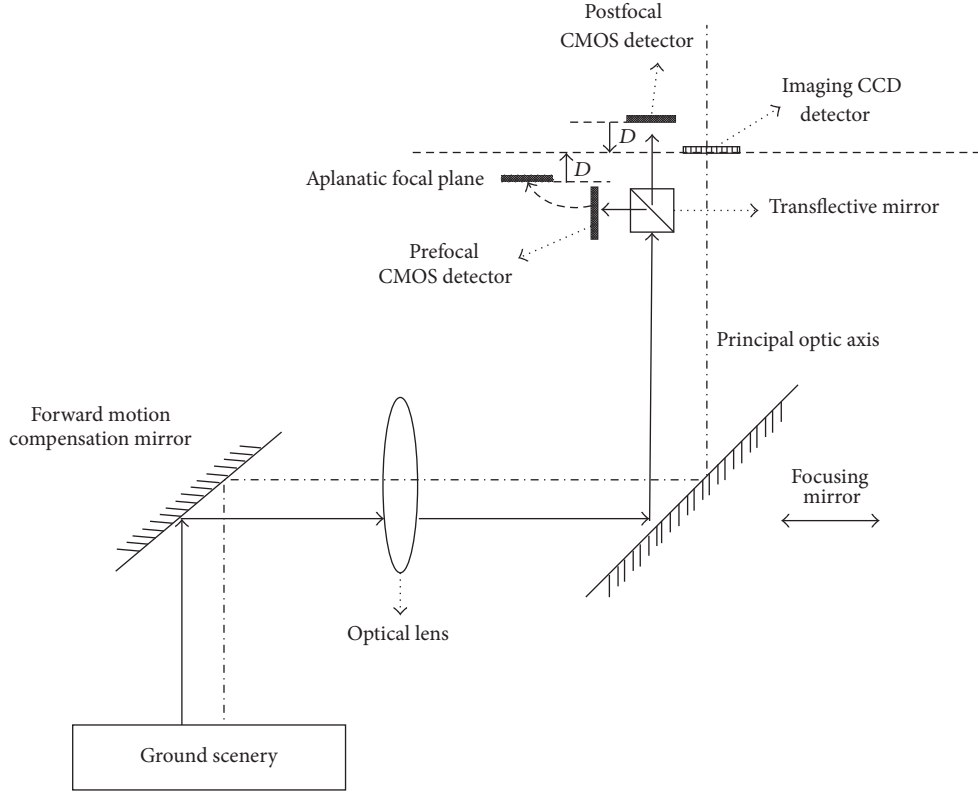 Postfocal
CMOS detector
Imaging CCD
detector
D
D
Aplanatic focal plane
Transflective mirror
Prefocal
CMOS detector
Principal optic axis
Forward motion
compensation mirror
Focusing
mirror
Optical lens
Ground scenery